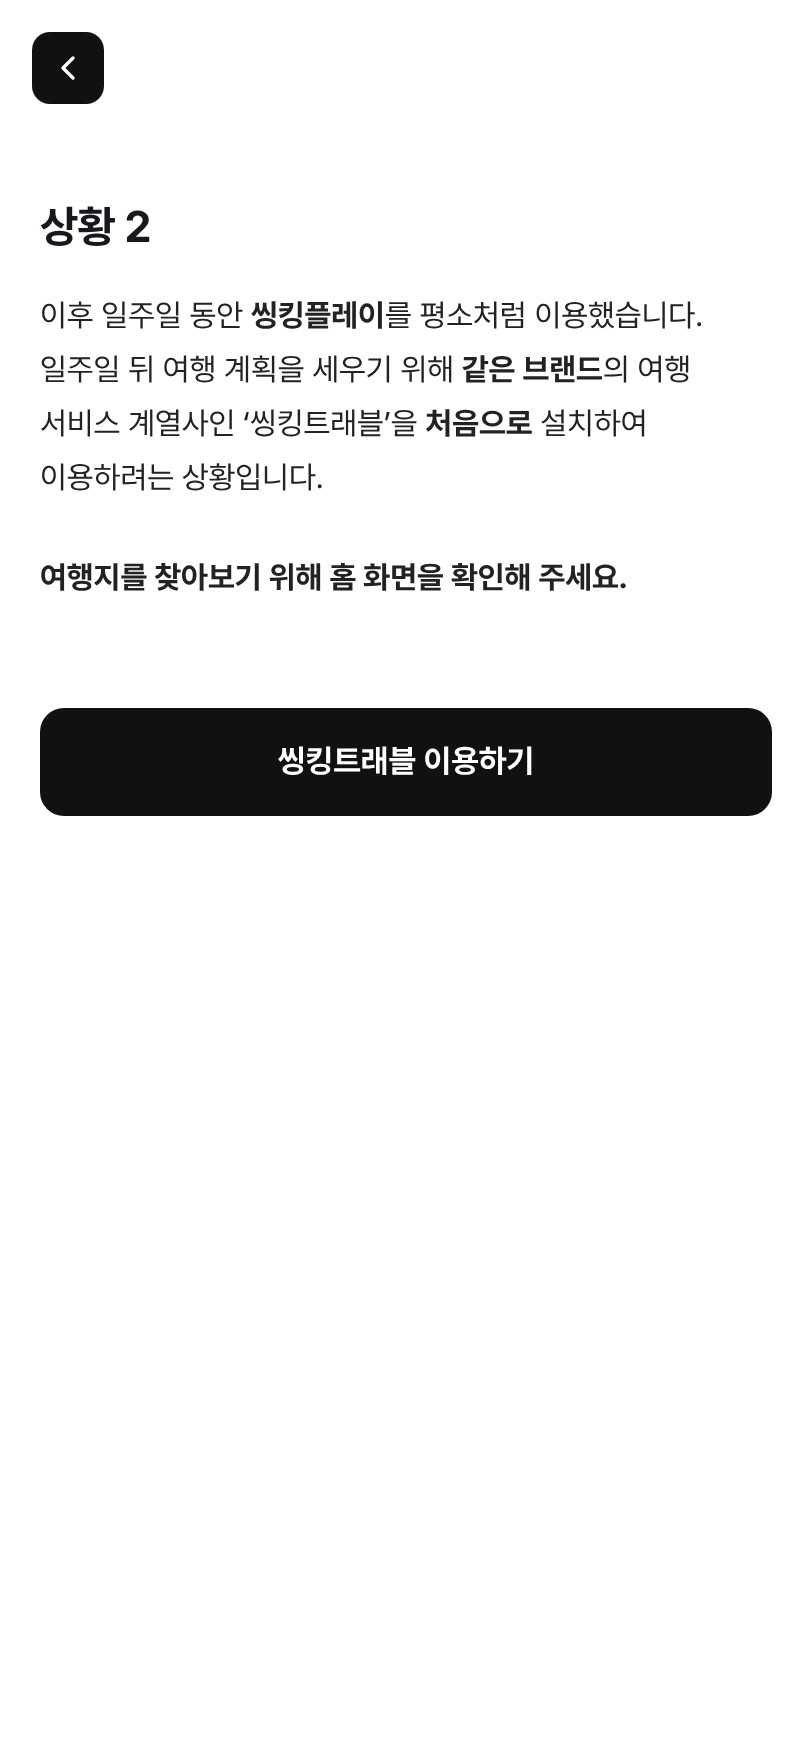 상황 2
이후 일주일 동안 씽킹플레이를 평소처럼 이용했습니다.
일주일 뒤 여행 계획을 세우기 위해 같은 브랜드의 여행
서비스 계열사인 ‘씽킹트래블’을 처음으로 설치하여
이용하려는 상황입니다.
여행지를 찾아보기 위해 홈 화면을 확인해 주세요.
씽킹트래블 이용하기